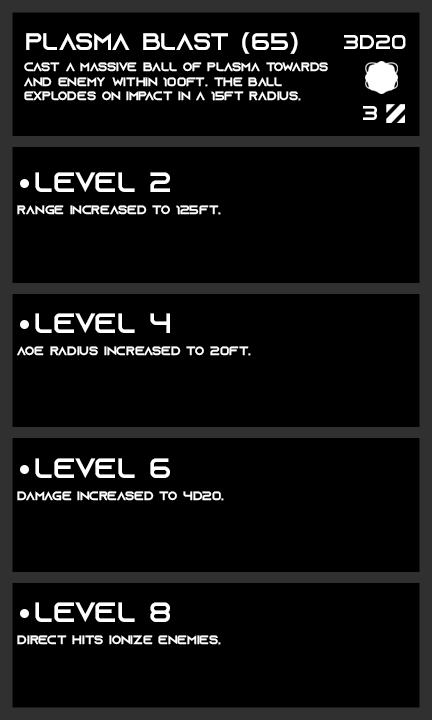 PLASMA BLAST (65)
3D20
CAST A MASSIVE BALL OF PLASMA TOWARDS
AND ENEMY WITHIN 100FT. THE BALL
EXPLODES ON IMPACT IN A 15FT RADIUS.
3
•LEVEL 2
RANGE INCREASED TO 125FT.
•LEVEL 4
AOE RADIUS INCREASED TO 20FT.
•LEVEL 6
DAMAGE INCREASED TO 4D20.
•LEVEL 8
DIRECT HITS IONIZE ENEMIES.